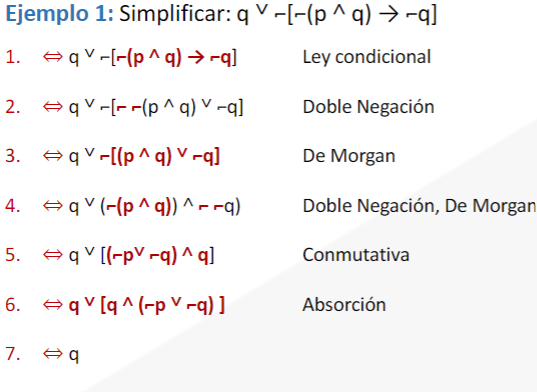 Ejemplo 1: Simplificar: q ˅ ⌐[⌐(p ˄ q) → ⌐q]
1. ⇔ q ˅ ⌐[⌐(p ˄ q) → ⌐q] Ley condicional
2. ⇔ q ˅ ⌐[⌐ ⌐(p ˄ q) ˅ ⌐q] Doble Negación
3. ⇔ q ˅ ⌐[(p ˄ q) ˅ ⌐q] De Morgan
4. ⇔ q ˅ (⌐(p ˄ q)) ˄ ⌐ ⌐q) Doble Negación, De Morgan
5. ⇔ q ˅ [(⌐p˅ ⌐q) ˄ q] Conmutativa
6. ⇔ q ˅ [q ˄ (⌐p ˅ ⌐q) ] Absorción
7. ⇔ q